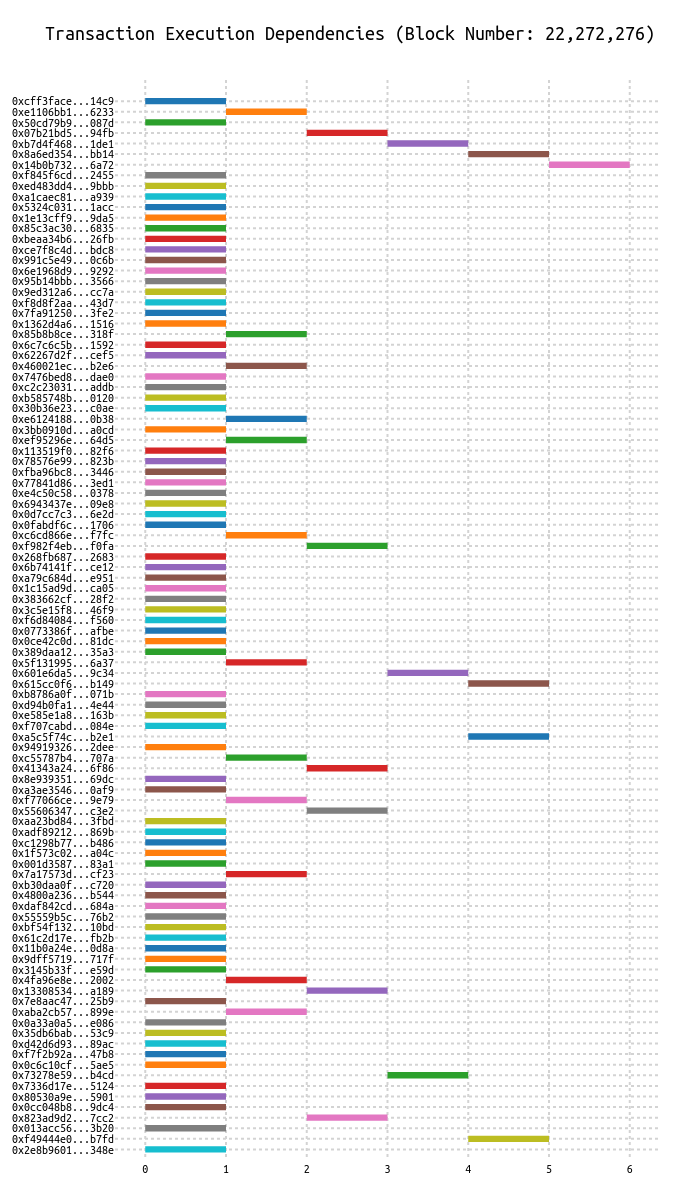 Transaction Execution Dependencies (Block Number: 22,272,276)
0xcff3face...14c9
0xe1106bb1...6233
0x50cd79b9...087d
0x07b21bd5...94fb
0xb7d4f468...1de1
0x8a6ed354...bb14
0x14b0b732...6a72
0xf845f6cd...2455
0xed483dd4...9bbb
0xa1caec81...a939
0x5324c031...1acc
0x1e13cff9...9da5
0x85c3ac30...6835
0xbeaa34b6...26fb
0xce7f8c4d...bdc8
0x991c5e49...0c6b
0x6e1968d9...9292
0x95b14bbb...3566
0x9ed312a6...cc7a
0xf8d8f2aa...43d7
0x7fa91250...3fe2
0x1362d4a6...1516
0x85b8b8ce...318f
0x6c7c6c5b...1592
0x62267d2f...cef5
0x460021ec...b2e6
0x7476bed8...dae0
0xc2c23031...addb
0xb585748b...0120
0x30b36e23...c0ae
0xe6124188...0b38
0x3bb0910d...a0cd
0xef95296e...64d5
0x113519f0...82f6
0x78576e99...823b
0xfba96bc8...3446
0x77841d86...3ed1
0xe4c50c58...0378
0x6943437e...09e8
0x0d7cc7c3...6e2d
0x0fabdf6c...1706
0xc6cd866e...f7fc
0xf982f4eb...f0fa
0x268fb687...2683
0x6b74141f...ce12
0xa79c684d...e951
0x1c15ad9d...ca05
0x383662cf...28f2
0x3c5e15f8...46f9
0xf6d84084...f560
0x0773386f...afbe
0x0ce42c0d...81dc
0x389daa12...35a3
0x5f131995...6a37
0x601e6da5...9c34
0x615cc0f6...b149
0xb8786a0f...071b
0xd94b0fa1...4e44
0xe585e1a8...163b
0xf707cabd...084e
0xa5c5f74c...b2e1
0x94919326...2dee
0xc55787b4...707a
0x41343a24...6f86
0x8e939351...69dc
0xa3ae3546...0af9
0xf77066ce...9e79
0x55606347...c3e2
0xaa23bd84...3fbd
0xadf89212...869b
0xc1298b77...b486
0x1f573c02...a04c
0x001d3587...83a1
0x7a17573d...cf23
0xb30daa0f...c720
0x4800a236...b544
0xdaf842cd...684a
0x55559b5c...76b2
0xbf54f132...10bd
0x61c2d17e...fb2b
0x11b0a24e...0d8a
0x9dff5719...717f
0x3145b33f...e59d
0x4fa96e8e...2002
0x13308534...a189
0x7e8aac47...25b9
0xaba2cb57...899e
0x0a33a0a5...e086
0x35db6bab...53c9
0xd42d6d93...89ac
0xf7f2b92a...47b8
0x0c6c10cf...5ae5
0x73278e59...b4cd
0x7336d17e...5124
0x80530a9e...5901
0x0cc048b8...9dc4
0x823ad9d2...7cc2
0x013acc56...3b20
0xf49444e0...b7fd
0x2e8b9601...348e
0 1 2 3 4 5 6